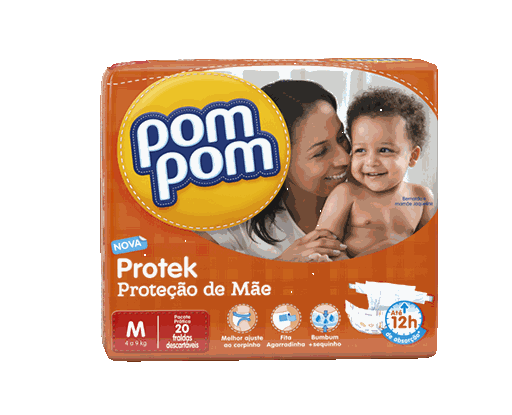 pom
pom
NOVA
Protek
Proteção de Mãe
M
4 a 9 kg
Pacote
Prático
20
fraldas
descartáveis
Melhor ajuste
ao corpinho
Fita
Agarradinha
Bumbum
+sequinho
Até
12h
de absorção